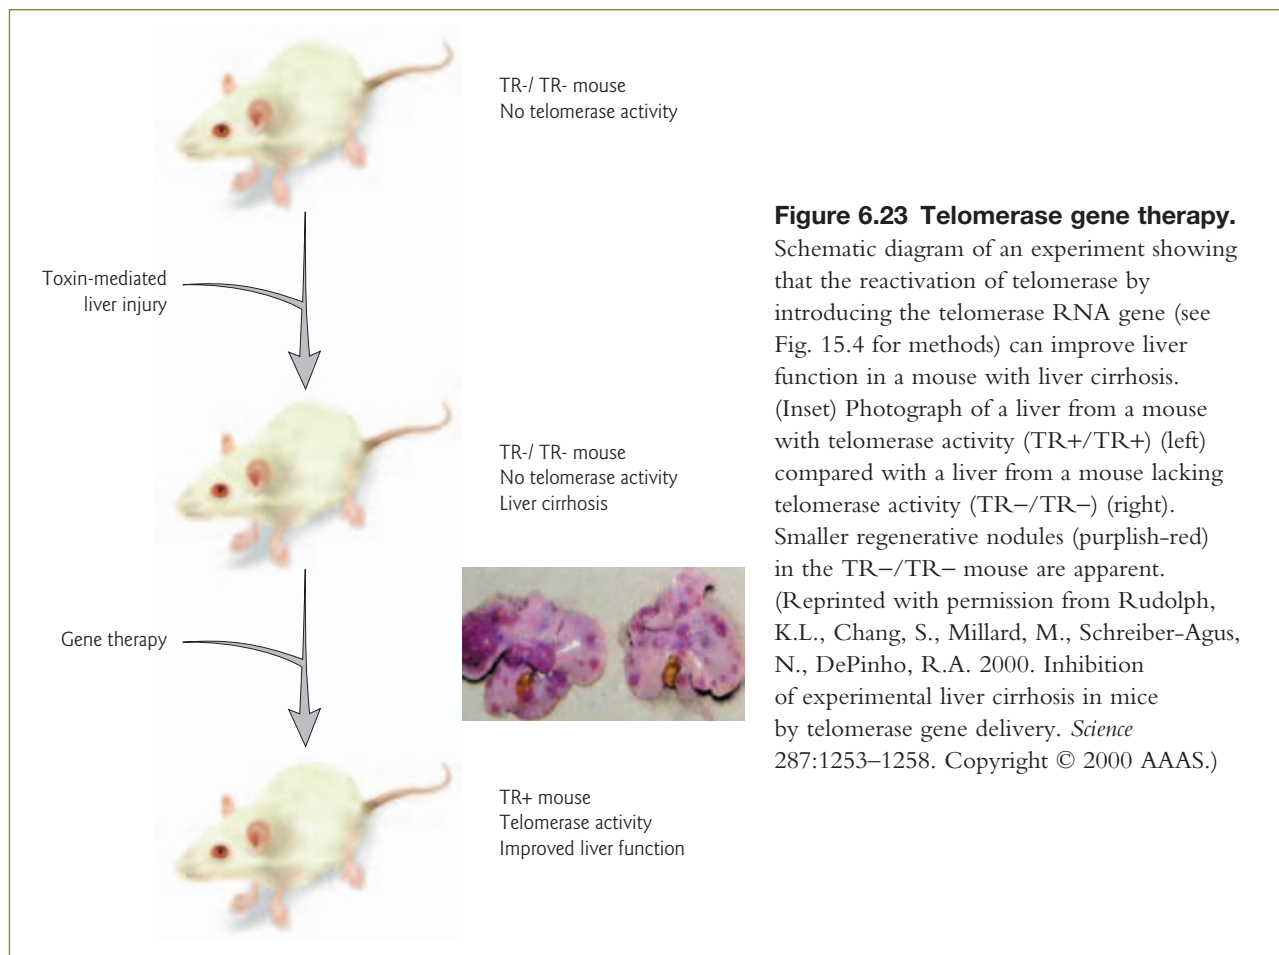 TR-/ TR- mouse
No telomerase activity
Toxin-mediated
liver injury
TR-/ TR- mouse
No telomerase activity
Liver cirrhosis
Gene therapy
TR+ mouse
Telomerase activity
Improved liver function
Figure 6.23 Telomerase gene therapy.
Schematic diagram of an experiment showing
that the reactivation of telomerase by
introducing the telomerase RNA gene (see
Fig. 15.4 for methods) can improve liver
function in a mouse with liver cirrhosis.
(Inset) Photograph of a liver from a mouse
with telomerase activity (TR+/TR+) (left)
compared with a liver from a mouse lacking
telomerase activity (TR−/TR−) (right).
Smaller regenerative nodules (purplish-red)
in the TR−/TR− mouse are apparent.
(Reprinted with permission from Rudolph,
K.L., Chang, S., Millard, M., Schreiber-Agus,
N., DePinho, R.A. 2000. Inhibition
of experimental liver cirrhosis in mice
by telomerase gene delivery. Science
287:1253–1258. Copyright © 2000 AAAS.)